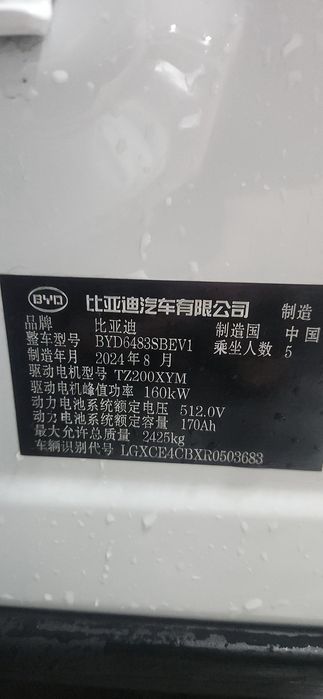 BYD 比亚迪汽车有限公司 制造
品牌 比亚迪 制造国 中国
整车型号 BYD6483SBEV1 乘坐人数 5
制造年月 2024年8月
驱动电机型号 TZ200XYM
驱动电机峰值功率 160kW
动力电池系统额定电压 512.0V
动力电池系统额定容量 170Ah
最大允许总质量 2425kg
车辆识别代号 LGXCE4CBXR0503683